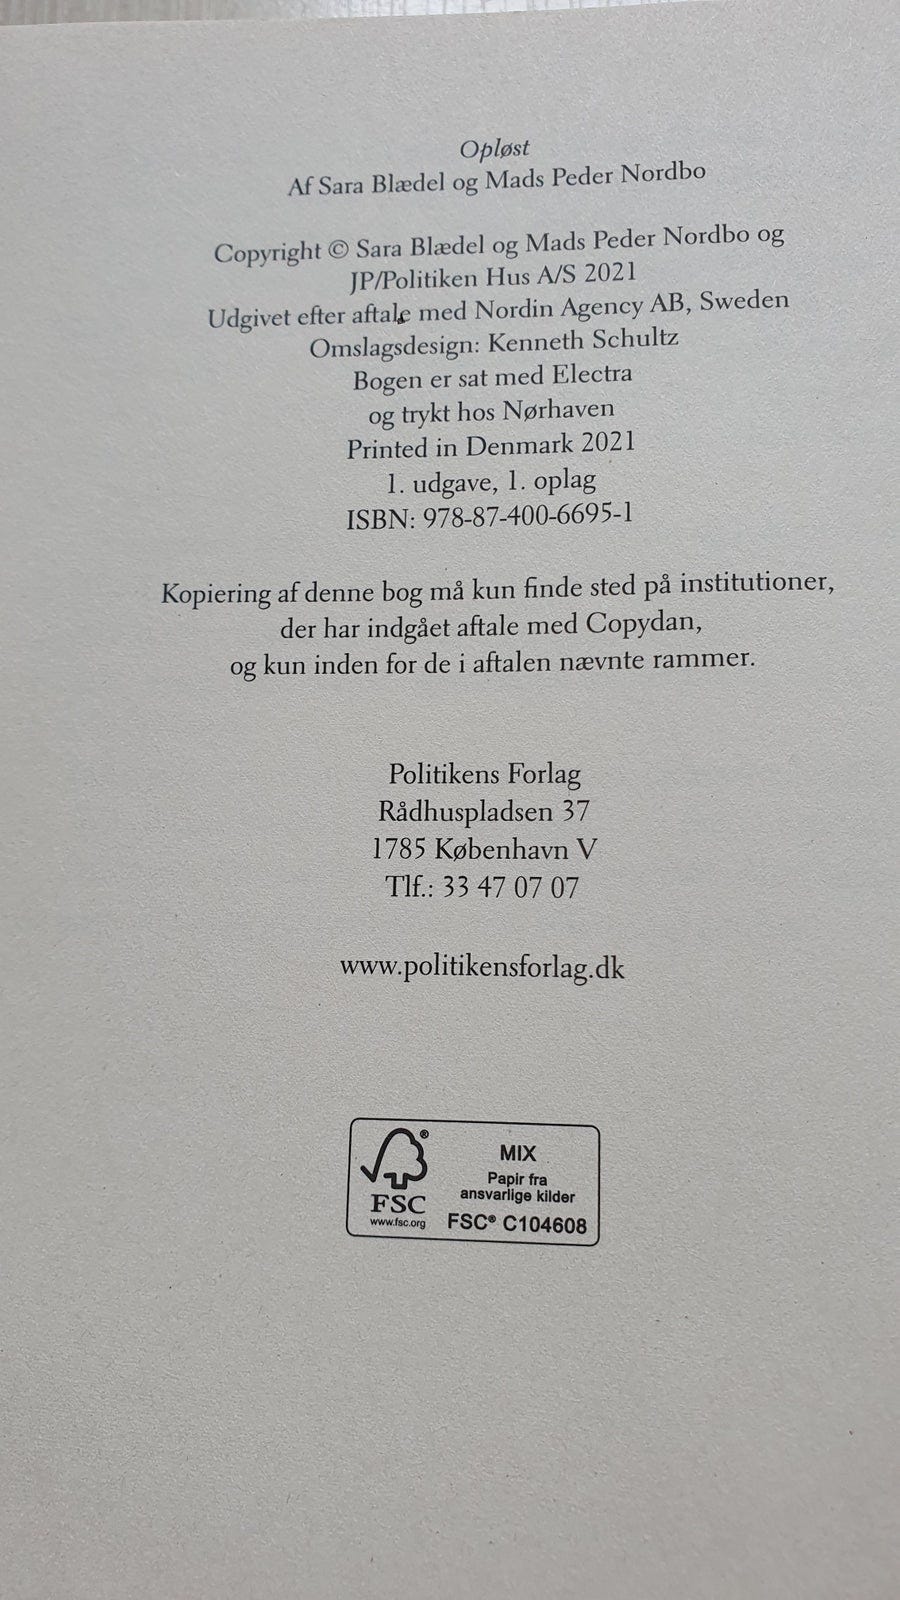 Opløst
Af Sara Blædel og Mads Peder Nordbo
Copyright © Sara Blædel og Mads Peder Nordbo og
JP/Politiken Hus A/S 2021
Udgivet efter aftale med Nordin Agency AB, Sweden
Omslagsdesign: Kenneth Schultz
Bogen er sat med Electra
og trykt hos Nørhaven
Printed in Denmark 2021
1. udgave, 1. oplag
ISBN: 978-87-400-6695-1
Kopiering af denne bog må kun finde sted på institutioner,
der har indgået aftale med Copydan,
og kun inden for de i aftalen nævnte rammer.
Politikens Forlag
Rådhuspladsen 37
1785 København V
Tlf.: 33 47 07 07
www.politikensforlag.dk
®
FSC
www.fsc.org
MIX
Papir fra
ansvarlige kilder
FSC® C104608